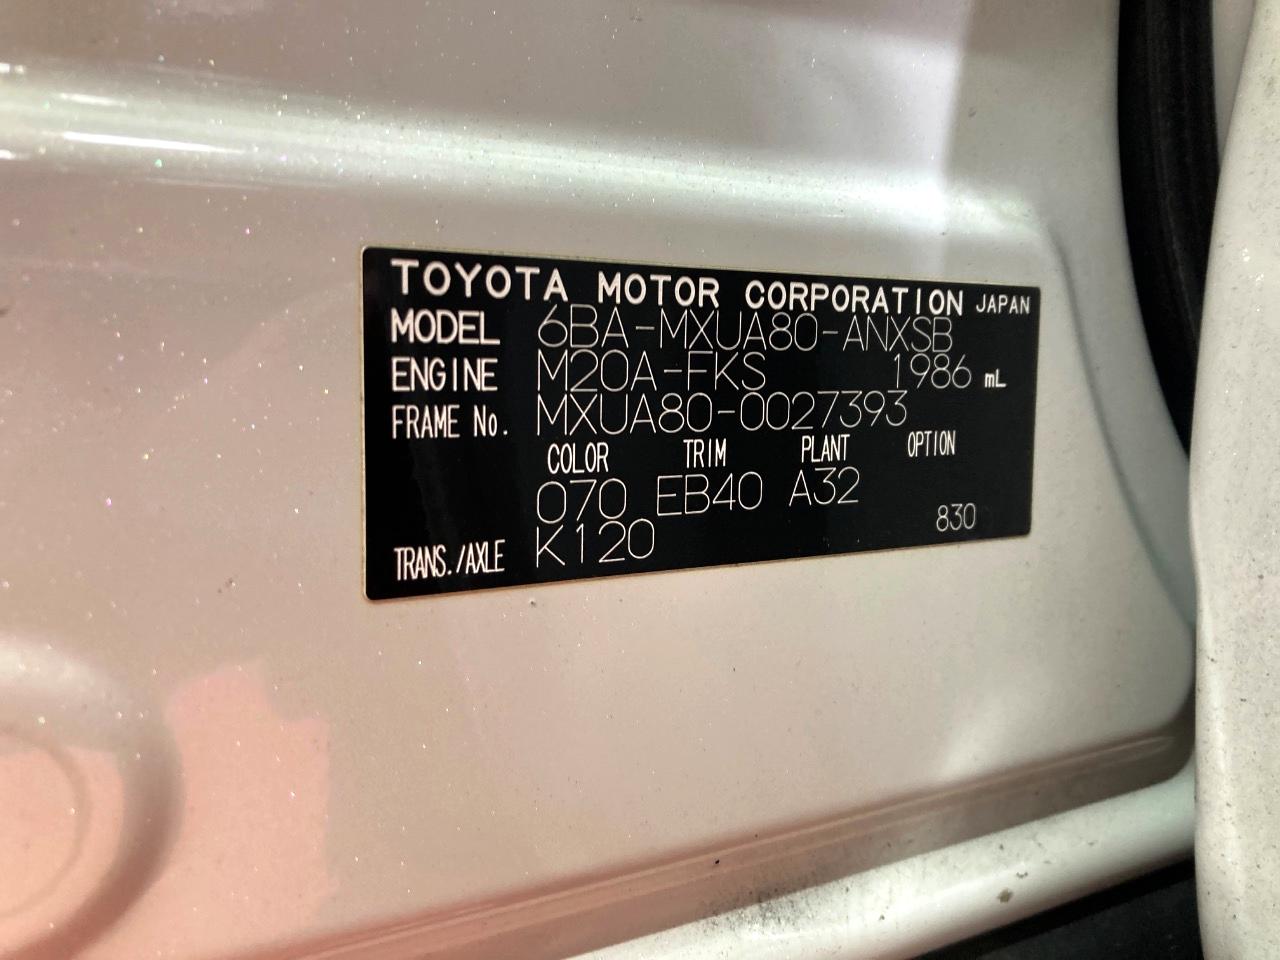 TOYOTA MOTOR CORPORATION JAPAN
MODEL 6BA-MXUA80-ANXSB
ENGINE M20A-FKS 1986 mL
FRAME No. MXUA80-0027393
COLOR TRIM PLANT OPTION
070 EB40 A32
830
TRANS./AXLE K120